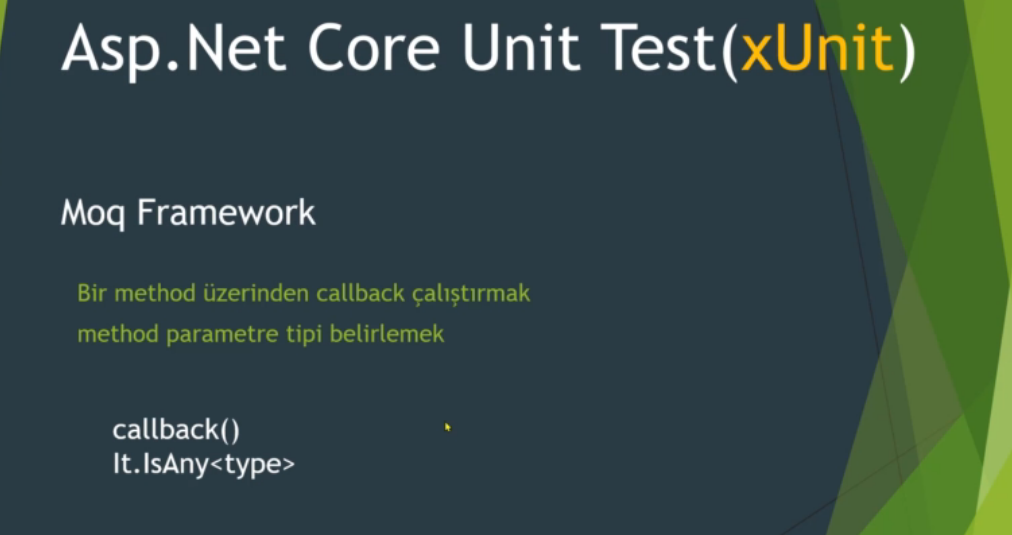 Asp.Net Core Unit Test(xUnit)
Moq Framework
Bir method üzerinden callback çalıştırmak
method parametre tipi belirlemek
callback()
It.IsAny<type>